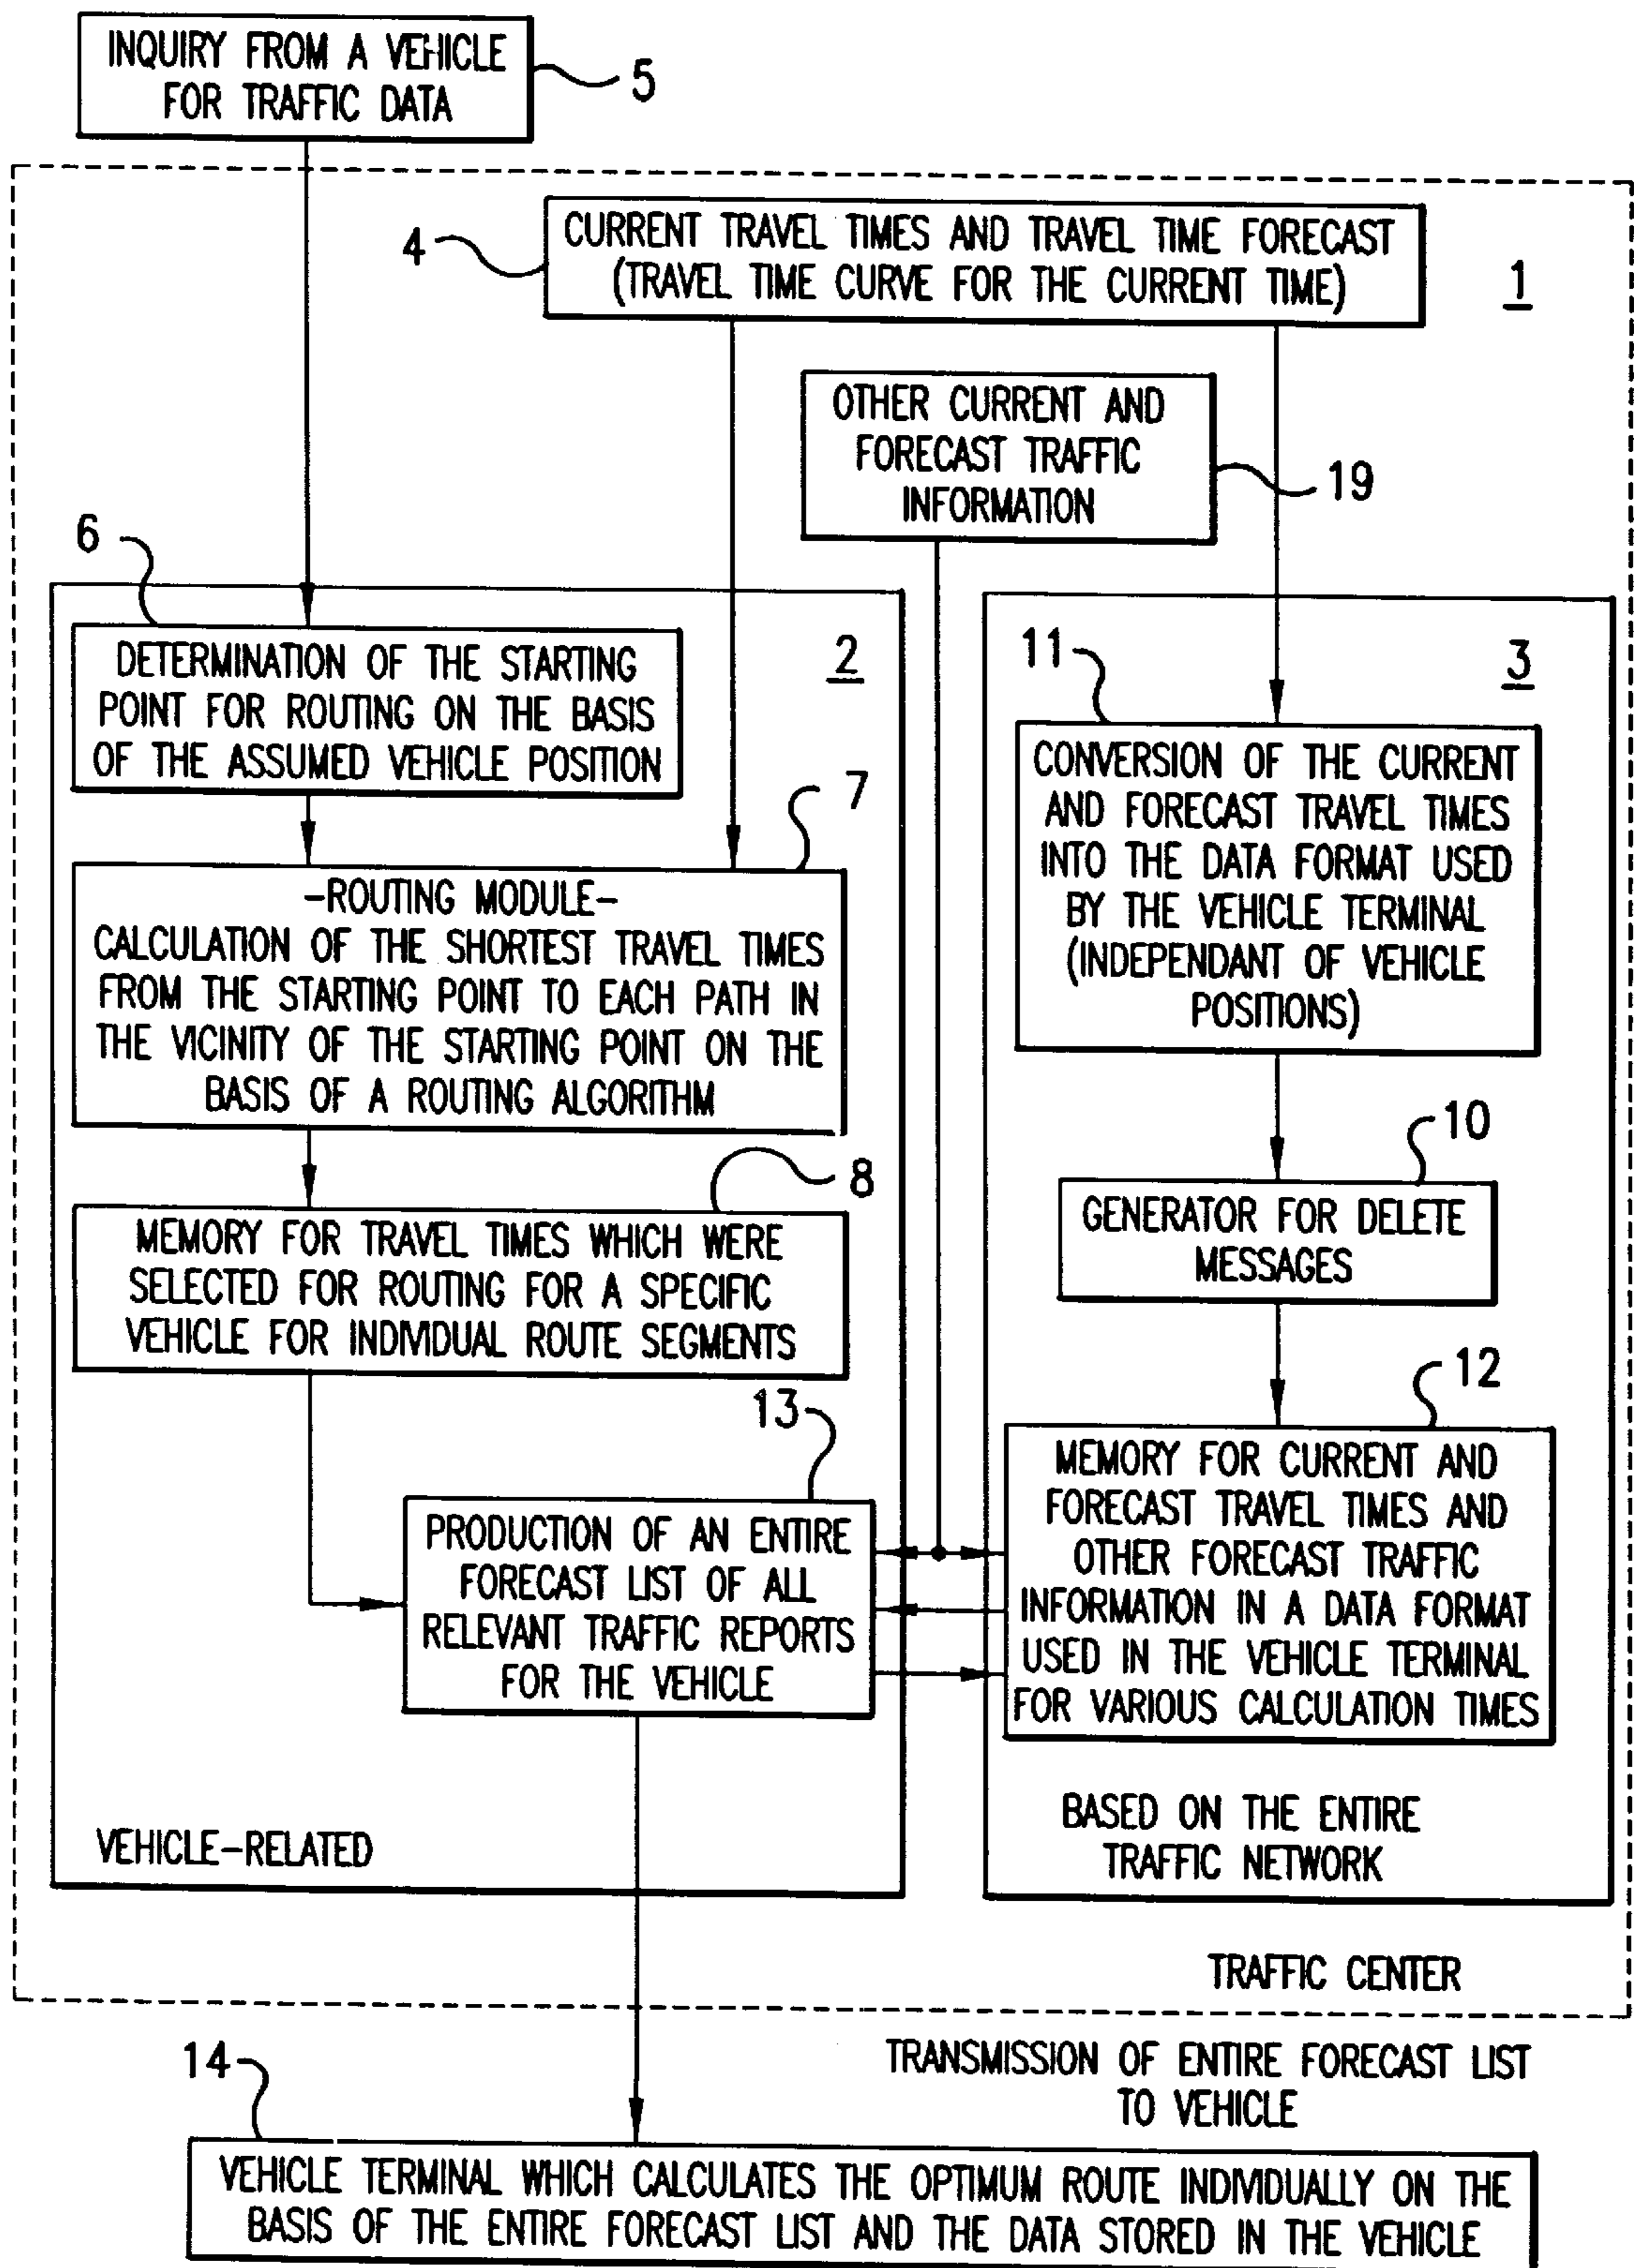 INQUIRY FROM A VEHICLE
FOR TRAFFIC DATA
5
4
CURRENT TRAVEL TIMES AND TRAVEL TIME FORECAST
(TRAVEL TIME CURVE FOR THE CURRENT TIME)
1
OTHER CURRENT AND
FORECAST TRAFFIC
INFORMATION
19
6
2
DETERMINATION OF THE STARTING
POINT FOR ROUTING ON THE BASIS
OF THE ASSUMED VEHICLE POSITION
7
-ROUTING MODULE-
CALCULATION OF THE SHORTEST TRAVEL TIMES
FROM THE STARTING POINT TO EACH PATH IN
THE VICINITY OF THE STARTING POINT ON THE
BASIS OF A ROUTING ALGORITHM
8
MEMORY FOR TRAVEL TIMES WHICH WERE
SELECTED FOR ROUTING FOR A SPECIFIC
VEHICLE FOR INDIVIDUAL ROUTE SEGMENTS
13
PRODUCTION OF AN ENTIRE
FORECAST LIST OF ALL
RELEVANT TRAFFIC REPORTS
FOR THE VEHICLE
VEHICLE-RELATED
11
3
CONVERSION OF THE CURRENT
AND FORECAST TRAVEL TIMES
INTO THE DATA FORMAT USED
BY THE VEHICLE TERMINAL
(INDEPENDANT OF VEHICLE
POSITIONS)
10
GENERATOR FOR DELETE
MESSAGES
12
MEMORY FOR CURRENT AND
FORECAST TRAVEL TIMES AND
OTHER FORECAST TRAFFIC
INFORMATION IN A DATA FORMAT
USED IN THE VEHICLE TERMINAL
FOR VARIOUS CALCULATION TIMES
BASED ON THE ENTIRE
TRAFFIC NETWORK
TRAFFIC CENTER
TRANSMISSION OF ENTIRE FORECAST LIST
TO VEHICLE
14
VEHICLE TERMINAL WHICH CALCULATES THE OPTIMUM ROUTE INDIVIDUALLY ON THE
BASIS OF THE ENTIRE FORECAST LIST AND THE DATA STORED IN THE VEHICLE